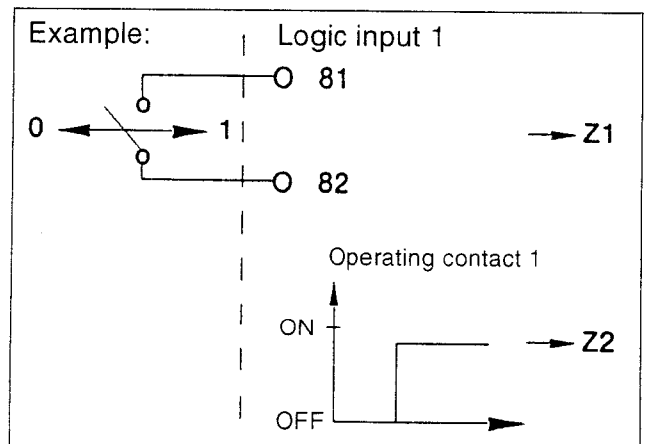 Example:
Logic input 1
81
0
1
Z1
82
Operating contact 1
ON
Z2
OFF